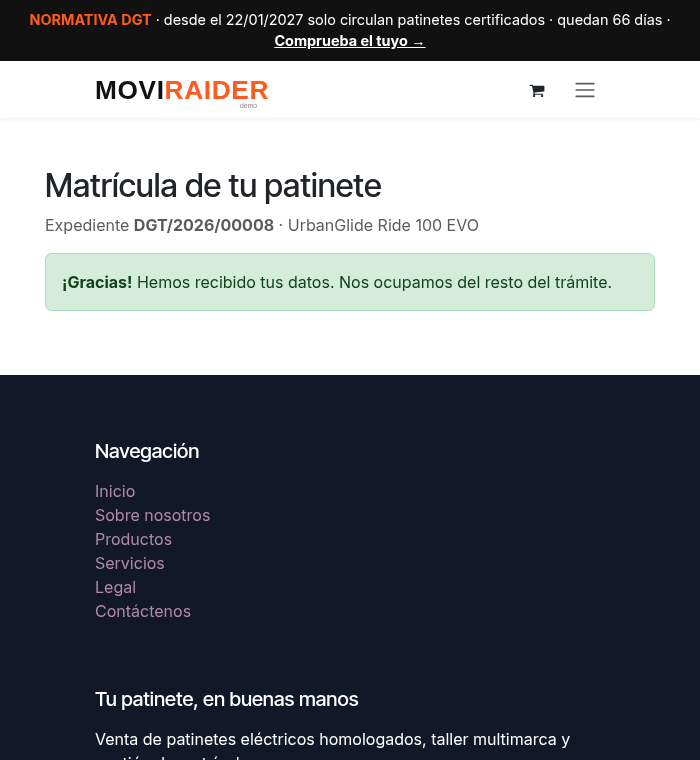 NORMATIVA DGT · desde el 22/01/2027 solo circulan patinetes certificados · quedan 66 días ·
Comprueba el tuyo →
MOVIRAIDER
demo
Matrícula de tu patinete
Expediente DGT/2026/00008 · UrbanGlide Ride 100 EVO
¡Gracias! Hemos recibido tus datos. Nos ocupamos del resto del trámite.
Navegación
Inicio
Sobre nosotros
Productos
Servicios
Legal
Contáctenos
Tu patinete, en buenas manos
Venta de patinetes eléctricos homologados, taller multimarca y